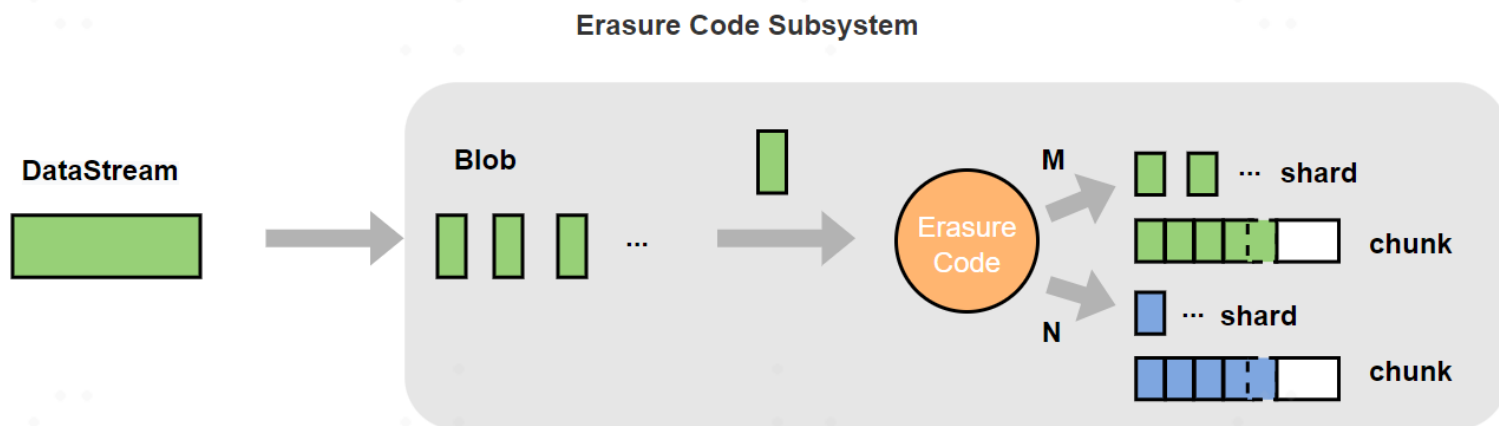 Erasure Code Subsystem
DataStream
Blob
...
Erasure
Code
M
... shard
chunk
N
... shard
chunk